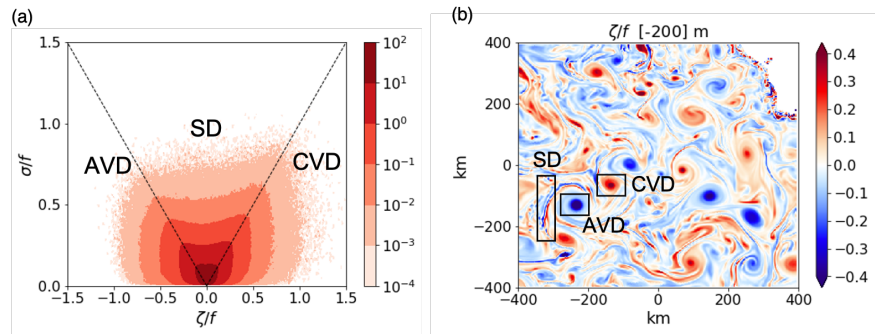 (a)
1.5
1.0
0.5
0.0
σ/f
SD
AVD
CVD
−1.5 −1.0 −0.5 0.0 0.5 1.0 1.5
ζ/f
10²
10¹
10⁰
10⁻¹
10⁻²
10⁻³
10⁻⁴
(b)
ζ/f [-200] m
400
200
0
−200
−400
km
SD
CVD
AVD
−400 −200 0 200 400
km
0.4
0.3
0.2
0.1
0.0
−0.1
−0.2
−0.3
−0.4